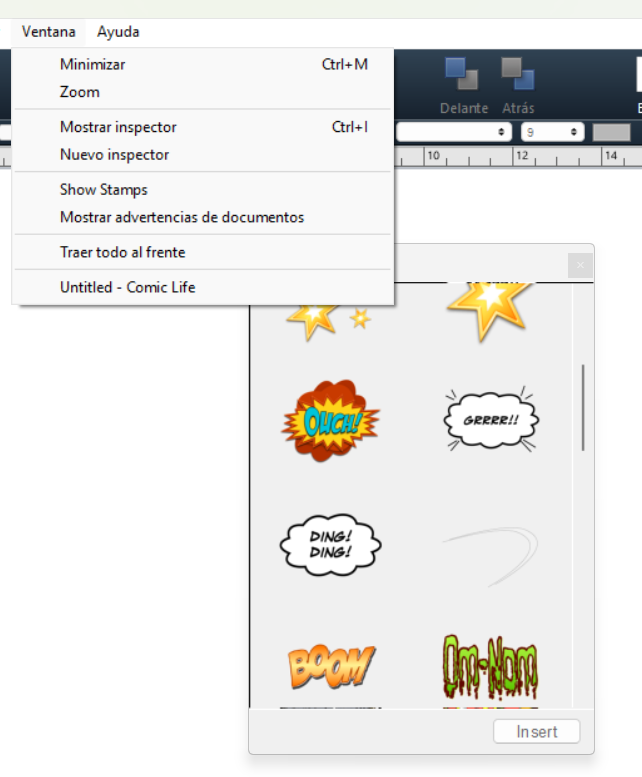 Ventana Ayuda
Minimizar Ctrl+M
Zoom
Mostrar inspector Ctrl+I
Nuevo inspector
Show Stamps
Mostrar advertencias de documentos
Traer todo al frente
Untitled - Comic Life
Delante Atrás
9
10 12 14
OUCH!
GRRRR!!
DING!
DING!
BOOM
Om-Nom
Insert